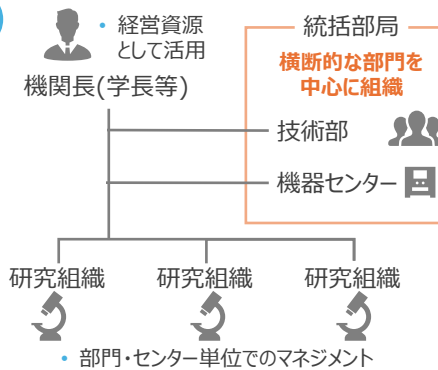 • 経営資源
として活用
機関長(学長等)
統括部局
横断的な部門を
中心に組織
技術部
機器センター
研究組織
研究組織
研究組織
• 部門・センター単位でのマネジメント